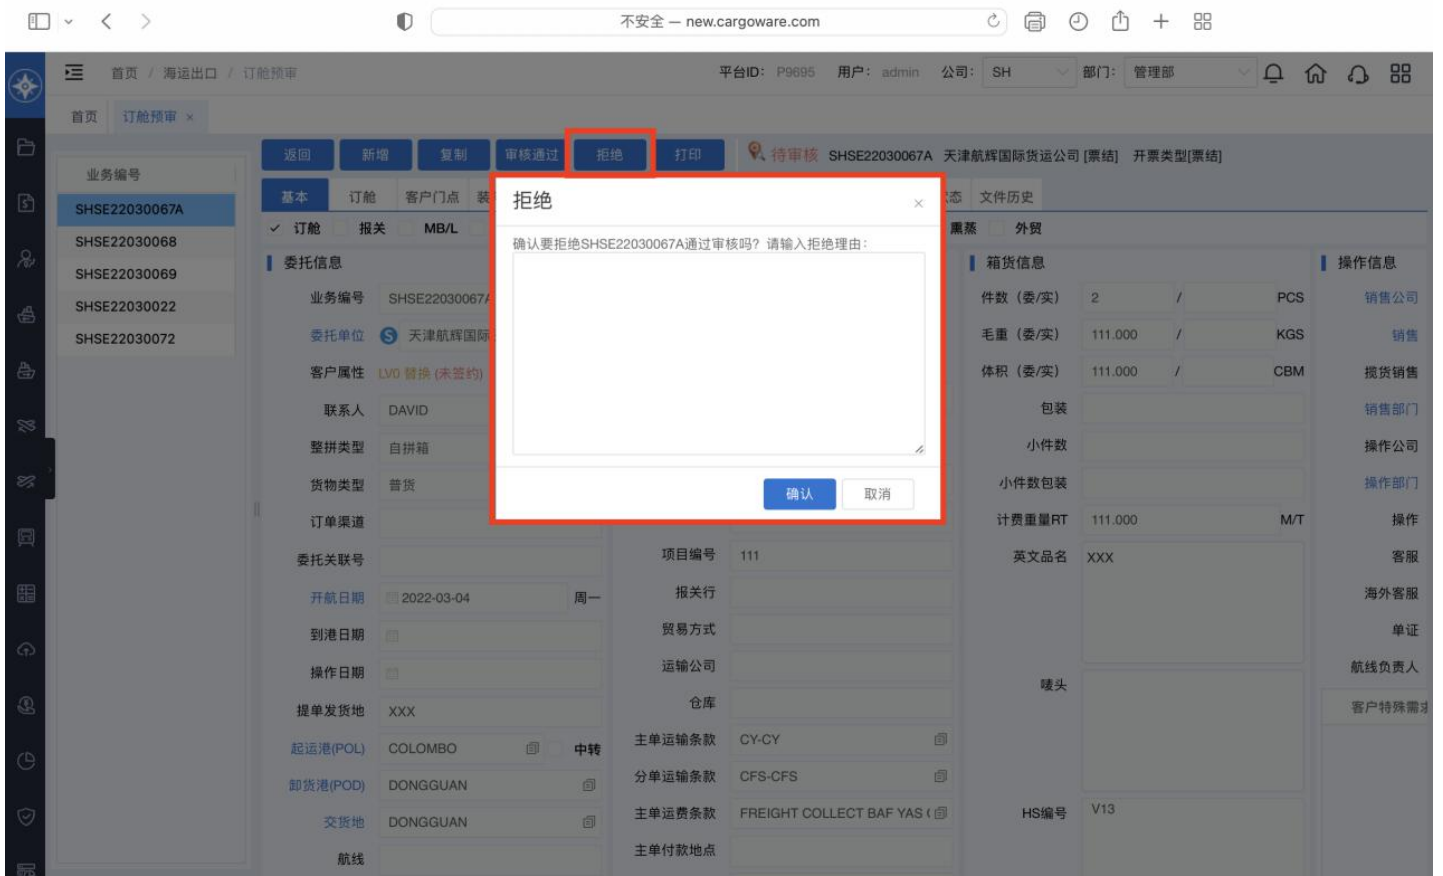 不安全 — new.cargoware.com
首页 / 海运出口 / 订舱预审 平台ID: P9695 用户: admin 公司: SH 部门: 管理部
首页 订舱预审 ×
返回 新增 复制 审核通过 拒绝 打印 待审核 SHSE22030067A 天津航辉国际货运公司 [票结] 开票类型[票结]
业务编号
SHSE22030067A
SHSE22030068
SHSE22030069
SHSE22030022
SHSE22030072
基本 订舱 客户门点 装 态 文件历史
订舱 报关 MB/L 熏蒸 外贸
拒绝 ×
确认要拒绝SHSE22030067A通过审核吗？请输入拒绝理由：
确认 取消
委托信息
业务编号 SHSE22030067A
委托单位 S 天津航辉国际
客户属性 LV0 替换 (未签约)
联系人 DAVID
整拼类型 自拼箱
货物类型 普货
订单渠道
委托关联号
开航日期 2022-03-04 周一
到港日期
操作日期
提单发货地 XXX
起运港(POL) COLOMBO 中转
卸货港(POD) DONGGUAN
交货地 DONGGUAN
航线
项目编号 111
报关行
贸易方式
运输公司
仓库
主单运输条款 CY-CY
分单运输条款 CFS-CFS
主单运费条款 FREIGHT COLLECT BAF YAS (
主单付款地点
箱货信息
件数（委/实） 2 / PCS
毛重（委/实） 111.000 / KGS
体积（委/实） 111.000 / CBM
包装
小件数
小件数包装
计费重量RT 111.000 M/T
英文品名 XXX
唛头
HS编号 V13
操作信息
销售公司
销售
揽货销售
销售部门
操作公司
操作部门
操作
客服
海外客服
单证
航线负责人
客户特殊需求